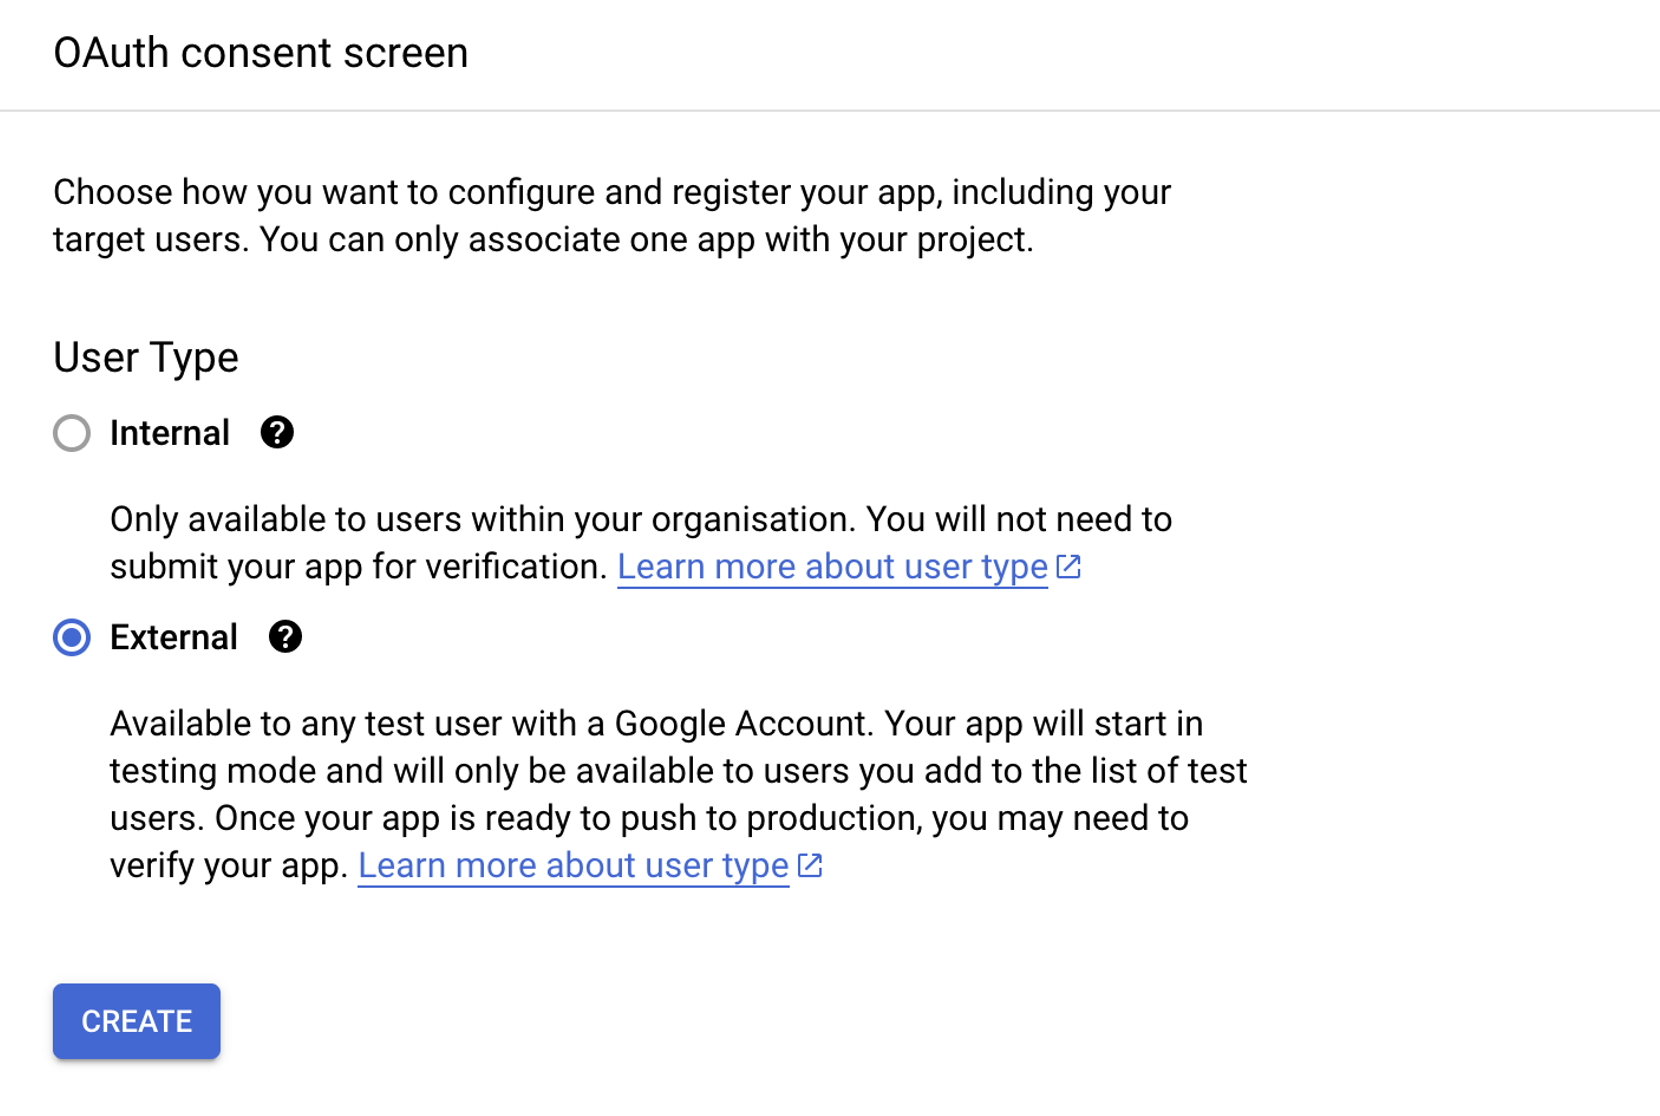 OAuth consent screen
Choose how you want to configure and register your app, including your
target users. You can only associate one app with your project.
User Type
Internal
Only available to users within your organisation. You will not need to
submit your app for verification. Learn more about user type
External
Available to any test user with a Google Account. Your app will start in
testing mode and will only be available to users you add to the list of test
users. Once your app is ready to push to production, you may need to
verify your app. Learn more about user type
CREATE